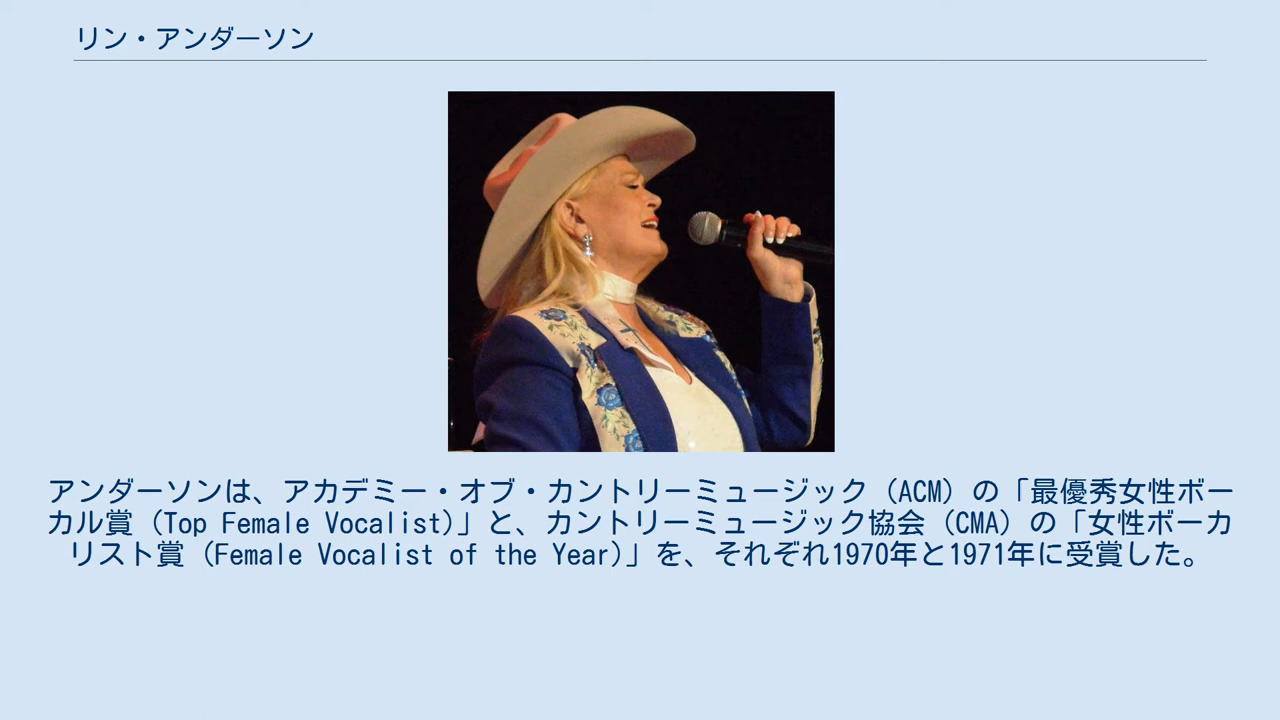 リン・アンダーソン
アンダーソンは、アカデミー・オブ・カントリーミュージック（ACM）の「最優秀女性ボー
カル賞（Top Female Vocalist)」と、カントリーミュージック協会（CMA）の「女性ボーカ
リスト賞（Female Vocalist of the Year)」を、それぞれ1970年と1971年に受賞した。